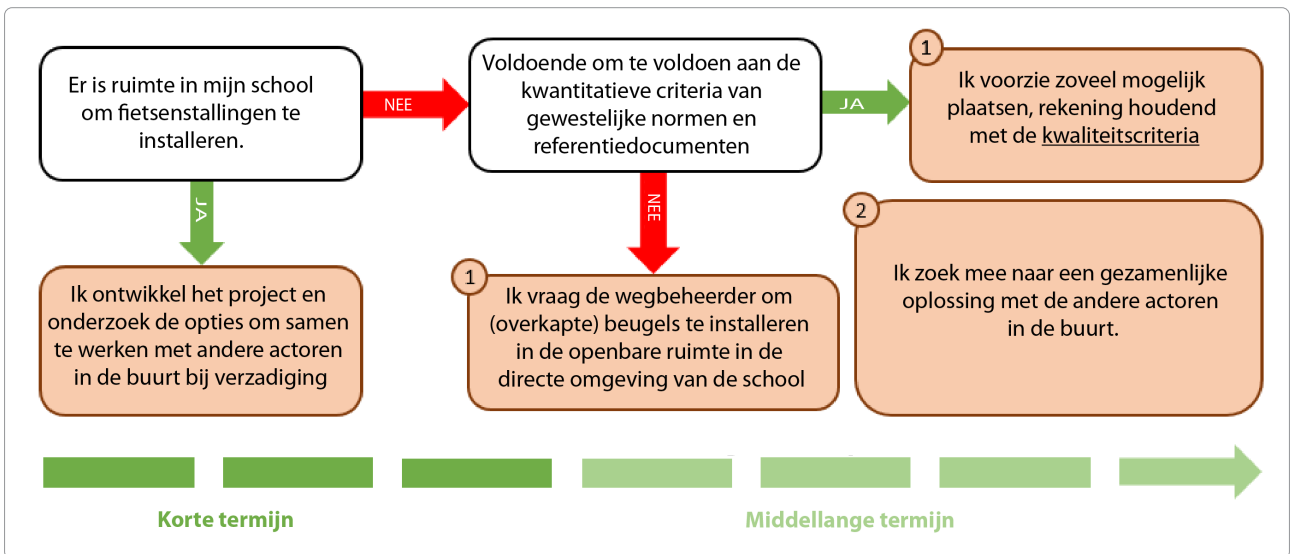 Er is ruimte in mijn school
om fietsenstallingen te
installeren.
NEE
Voldoende om te voldoen aan de
kwantitatieve criteria van
gewestelijke normen en
referentiedocumenten
JA
1
Ik voorzie zoveel mogelijk
plaatsen, rekening houdend
met de kwaliteitscriteria
JA
NEE
Ik ontwikkel het project en
onderzoek de opties om samen
te werken met andere actoren
in de buurt bij verzadiging
1
Ik vraag de wegbeheerder om
(overkapte) beugels te installeren
in de openbare ruimte in de
directe omgeving van de school
2
Ik zoek mee naar een gezamenlijke
oplossing met de andere actoren
in de buurt.
Korte termijn
Middellange termijn